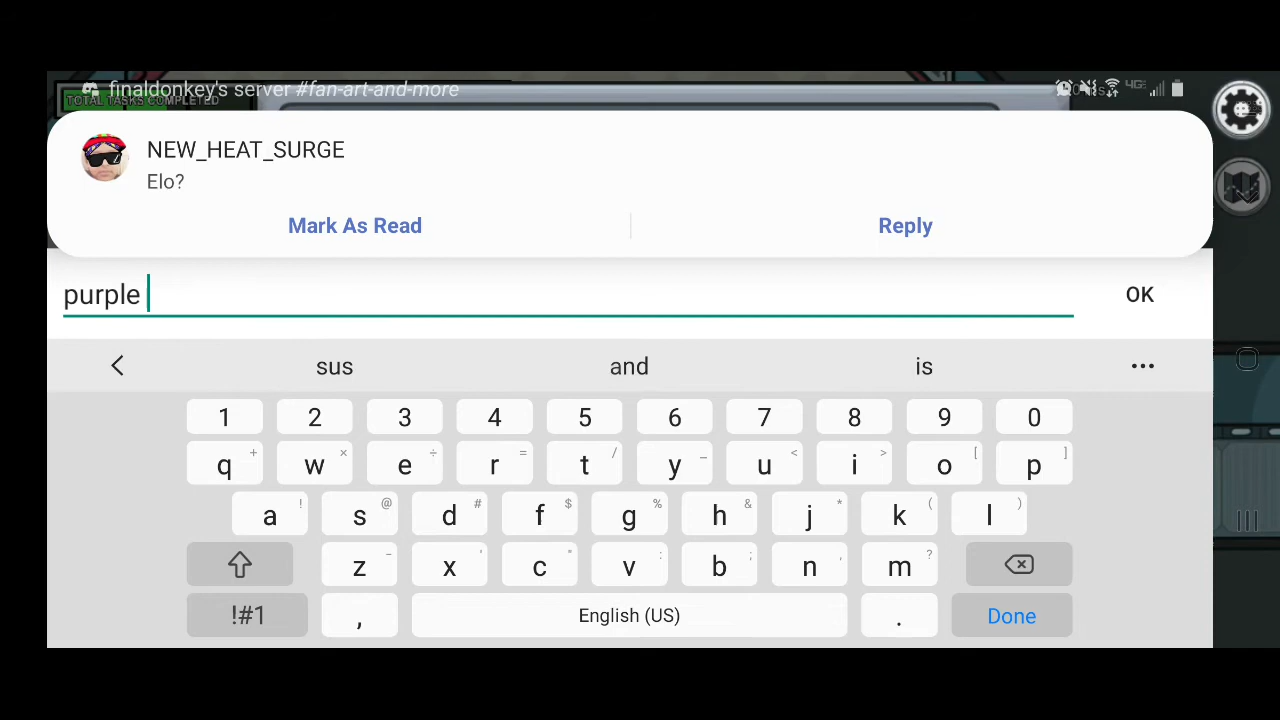 finaldonkey's server #fan-art-and-more
TOTAL TASKS COMPLETED
4G
NEW_HEAT_SURGE
Elo?
Mark As Read Reply
purple OK
sus and is
1 2 3 4 5 6 7 8 9 0
q + w × e ÷ r = t / y _ u < i > o [ p ]
a ! s @ d # f $ g % h & j * k ( l )
z - x ' c " v : b ; n , m ?
!#1 , English (US) . Done